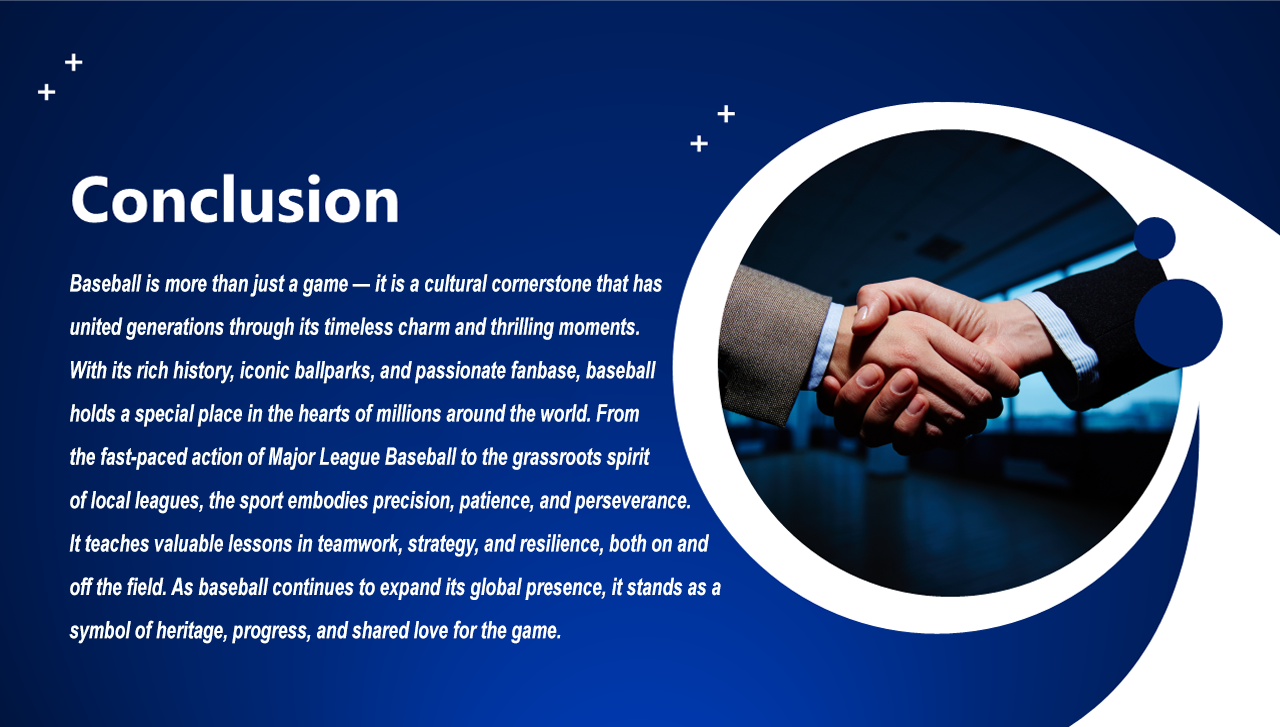 Conclusion
Baseball is more than just a game — it is a cultural cornerstone that has
united generations through its timeless charm and thrilling moments.
With its rich history, iconic ballparks, and passionate fanbase, baseball
holds a special place in the hearts of millions around the world. From
the fast-paced action of Major League Baseball to the grassroots spirit
of local leagues, the sport embodies precision, patience, and perseverance.
It teaches valuable lessons in teamwork, strategy, and resilience, both on and
off the field. As baseball continues to expand its global presence, it stands as a
symbol of heritage, progress, and shared love for the game.